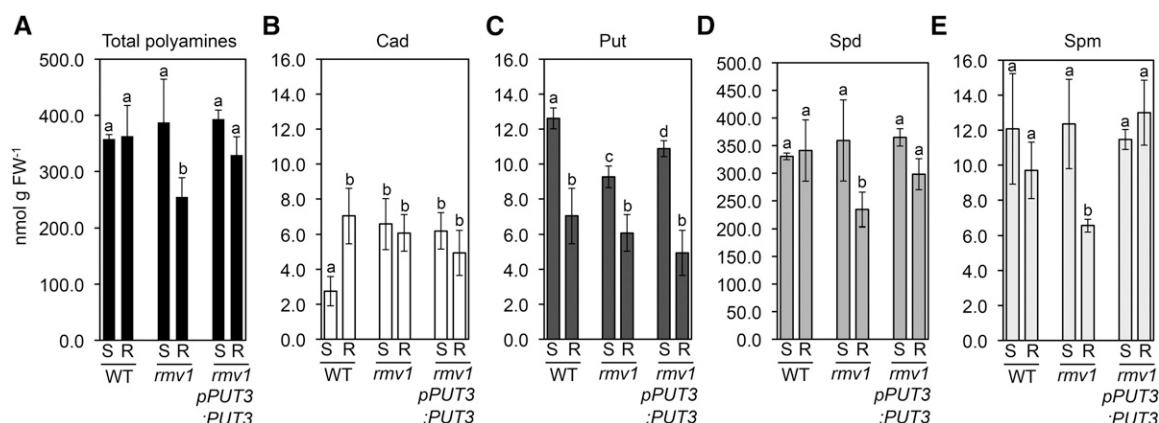 A
Total polyamines
nmol g FW-1
500.0
400.0
300.0
200.0
100.0
0.0
a a a b a a
S R S R S R
WT rmv1 rmv1
pPUT3
:PUT3
B
Cad
16.0
14.0
12.0
10.0
8.0
6.0
4.0
2.0
0.0
a b b b b b
S R S R S R
WT rmv1 rmv1
pPUT3
:PUT3
C
Put
16.0
14.0
12.0
10.0
8.0
6.0
4.0
2.0
0.0
a b c b d b
S R S R S R
WT rmv1 rmv1
pPUT3
:PUT3
D
Spd
500.0
450.0
400.0
350.0
300.0
250.0
200.0
150.0
100.0
50.0
0.0
a a a b a a
S R S R S R
WT rmv1 rmv1
pPUT3
:PUT3
E
Spm
16.0
14.0
12.0
10.0
8.0
6.0
4.0
2.0
0.0
a a a b a a
S R S R S R
WT rmv1 rmv1
pPUT3
:PUT3